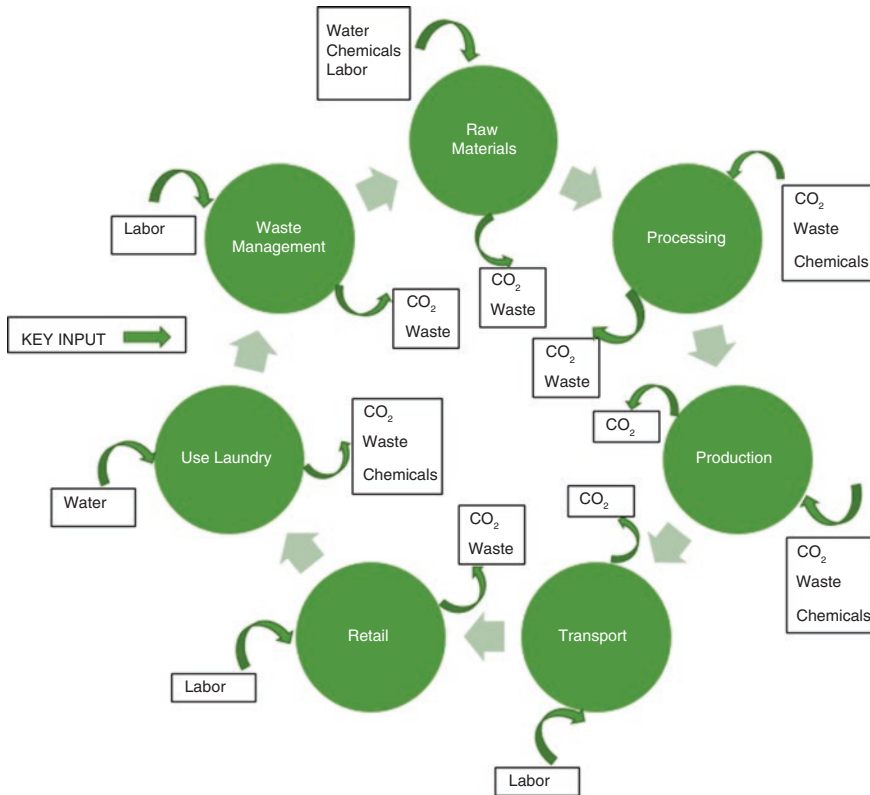 Water
Chemicals
Labor
Raw
Materials
CO₂
Waste
Processing
CO₂
Waste
Chemicals
CO₂
Waste
Production
CO₂
CO₂
Waste
Chemicals
Transport
CO₂
Labor
Retail
CO₂
Waste
Labor
Use Laundry
CO₂
Waste
Chemicals
Water
Waste
Management
Labor
CO₂
Waste
KEY INPUT